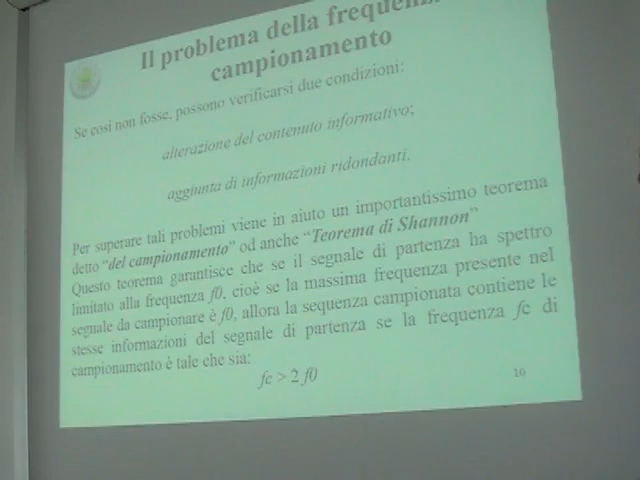 Il problema della frequenza
campionamento
Se così non fosse, possono verificarsi due condizioni:
alterazione del contenuto informativo;
aggiunta di informazioni ridondanti.
Per superare tali problemi viene in aiuto un importantissimo teorema
detto “del campionamento” od anche “Teorema di Shannon”
Questo teorema garantisce che se il segnale di partenza ha spettro
limitato alla frequenza f0, cioè se la massima frequenza presente nel
segnale da campionare è f0, allora la sequenza campionata contiene le
stesse informazioni del segnale di partenza se la frequenza fc di
campionamento è tale che sia:
fc > 2 f0
10